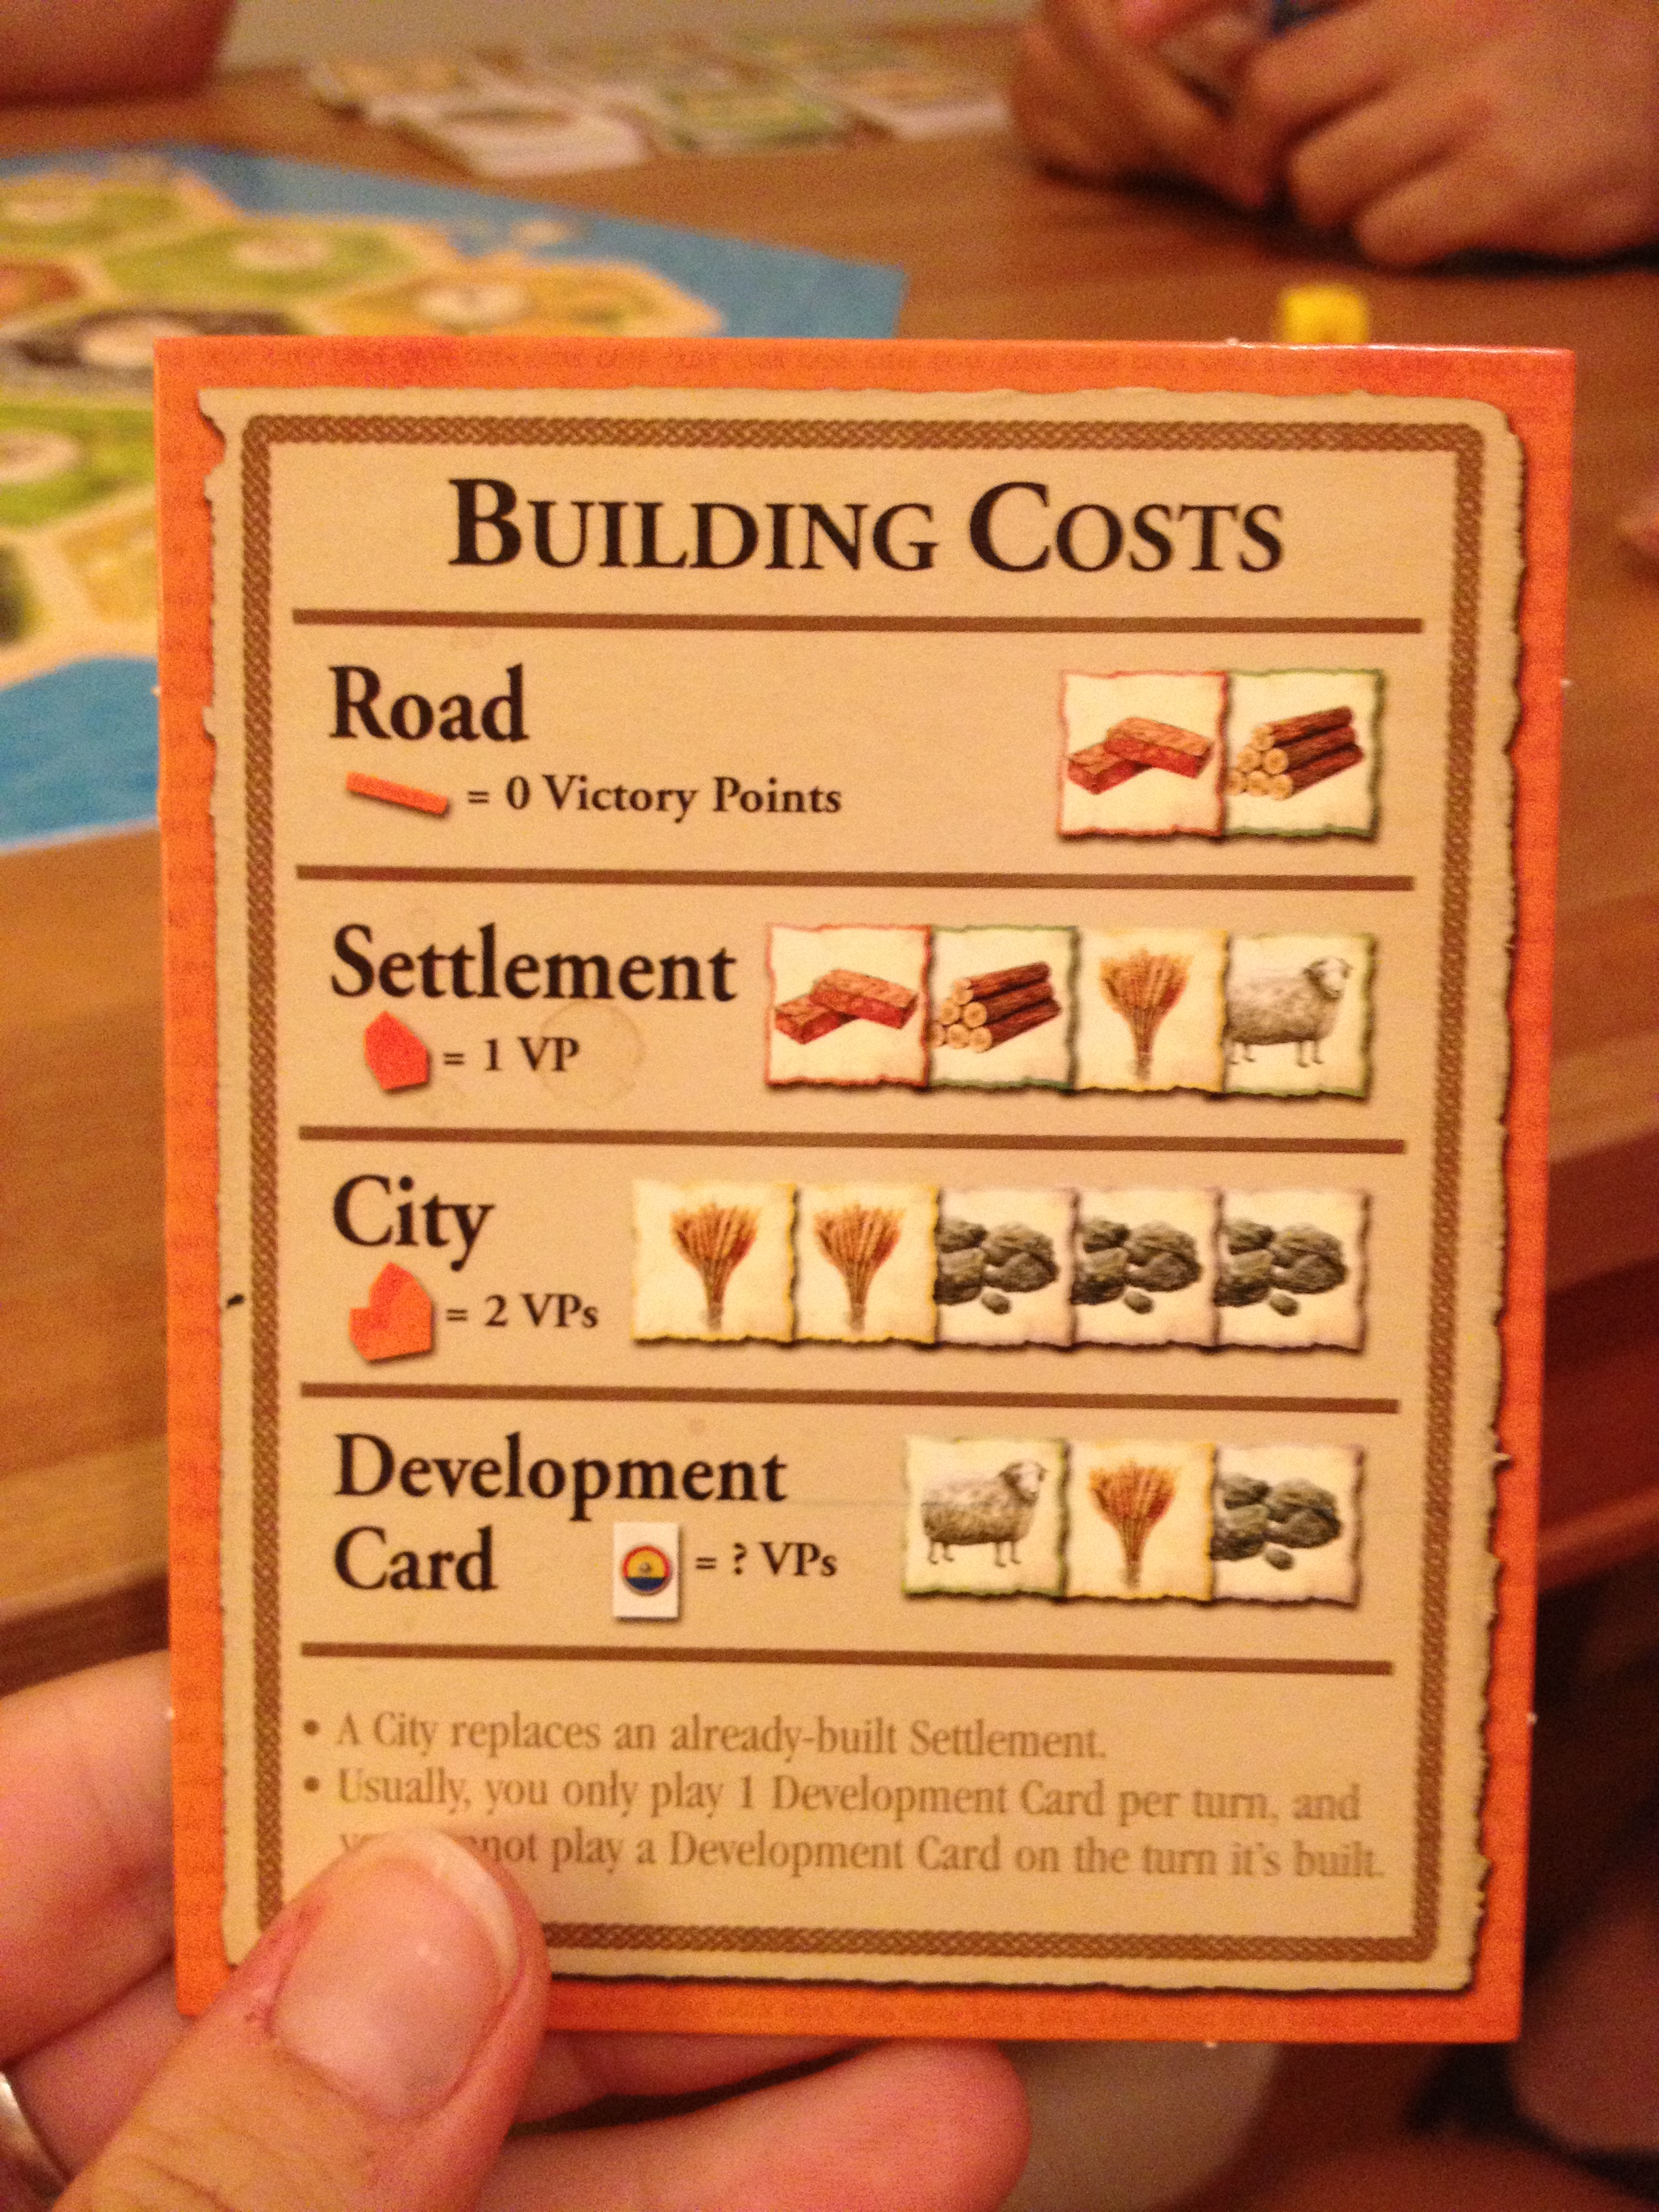 BUILDING COSTS
Road
= 0 Victory Points
Settlement
= 1 VP
City
= 2 VPs
Development
Card = ? VPs
• A City replaces an already-built Settlement.
• Usually, you only play 1 Development Card per turn, and
play a Development Card on the turn it's built.